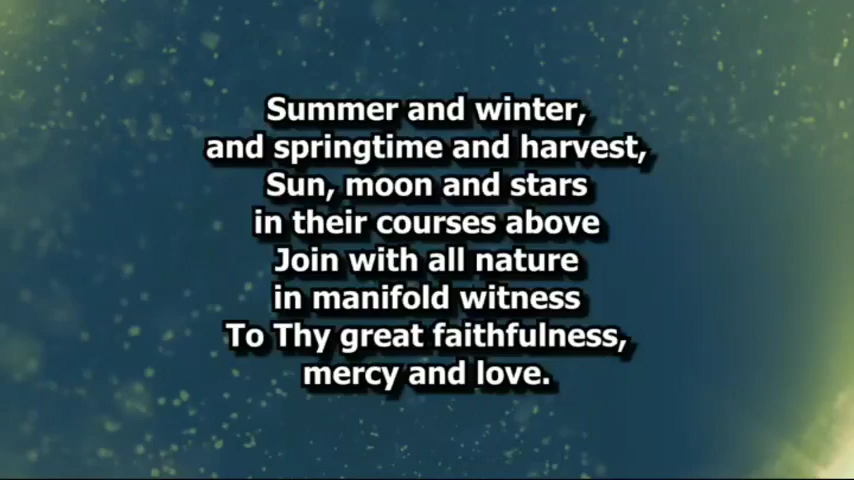 Summer and winter,
and springtime and harvest,
Sun, moon and stars
in their courses above
Join with all nature
in manifold witness
To Thy great faithfulness,
mercy and love.